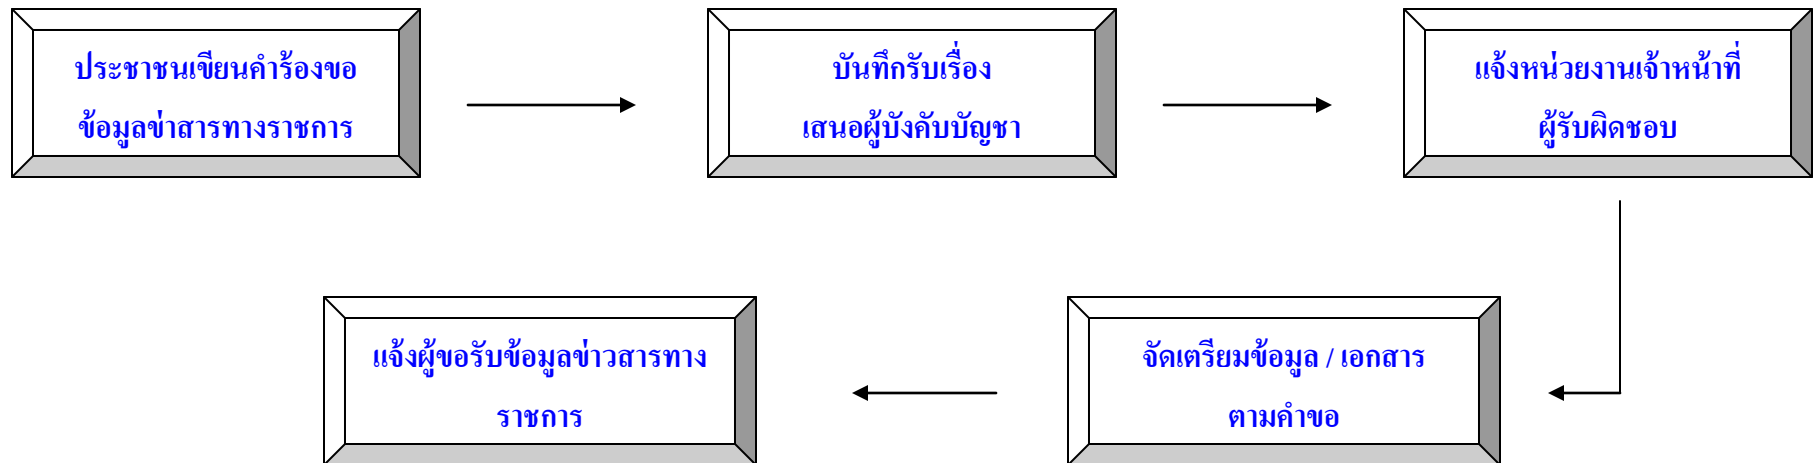 ประชาชนเขียนคำร้องขอ
ข้อมูลข่าสารทางราชการ
บันทึกรับเรื่อง
เสนอผู้บังคับบัญชา
แจ้งหน่วยงานเจ้าหน้าที่
ผู้รับผิดชอบ
จัดเตรียมข้อมูล / เอกสาร
ตามคำขอ
แจ้งผู้ขอรับข้อมูลข่าวสารทาง
ราชการ